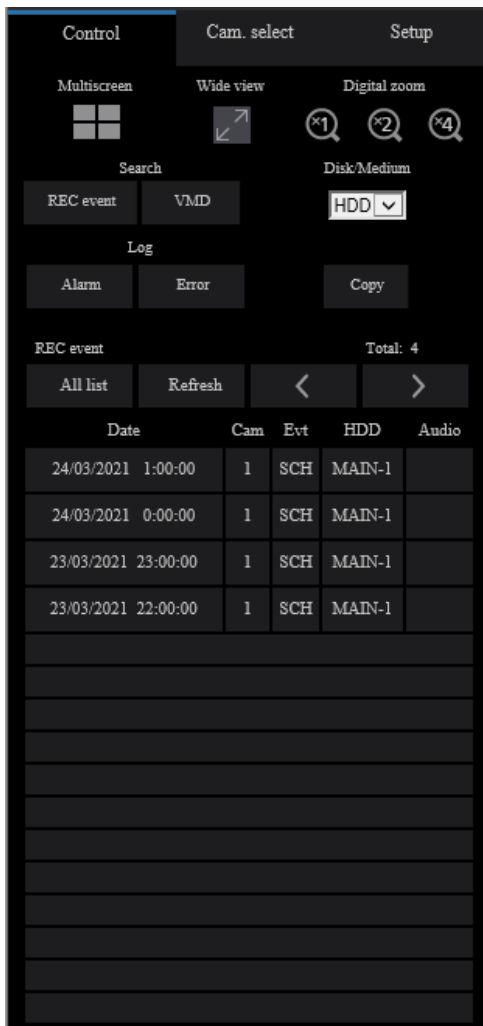 Control Cam. select Setup
Multiscreen Wide view Digital zoom
×1 ×2 ×4
Search Disk/Medium
REC event VMD HDD
Log
Alarm Error Copy
REC event Total: 4
All list Refresh < >
Date Cam Evt HDD Audio
24/03/2021 1:00:00 1 SCH MAIN-1
24/03/2021 0:00:00 1 SCH MAIN-1
23/03/2021 23:00:00 1 SCH MAIN-1
23/03/2021 22:00:00 1 SCH MAIN-1